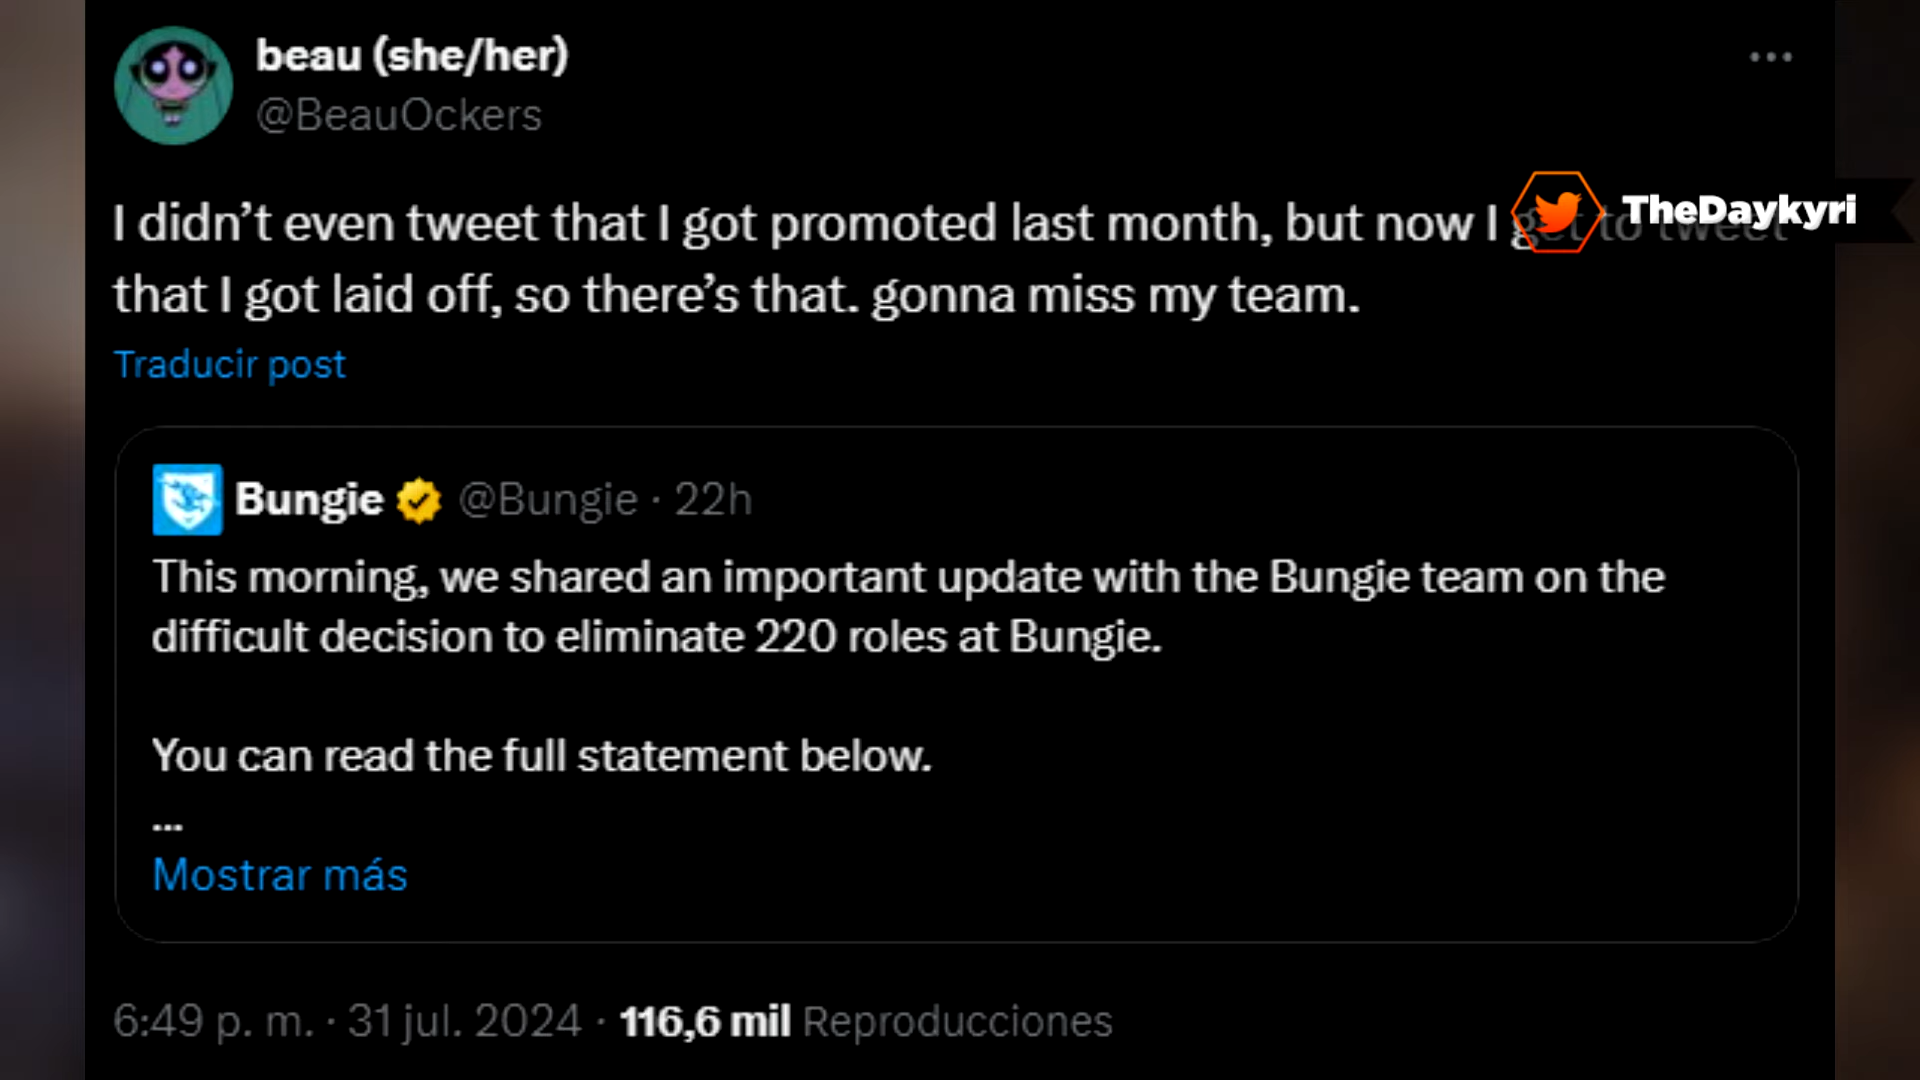 beau (she/her)
@BeauOckers
I didn’t even tweet that I got promoted last month, but now I get to tweet
TheDaykyri
that I got laid off, so there’s that. gonna miss my team.
Traducir post
Bungie @Bungie · 22h
This morning, we shared an important update with the Bungie team on the
difficult decision to eliminate 220 roles at Bungie.
You can read the full statement below.
...
Mostrar más
6:49 p. m. · 31 jul. 2024 · 116,6 mil Reproducciones